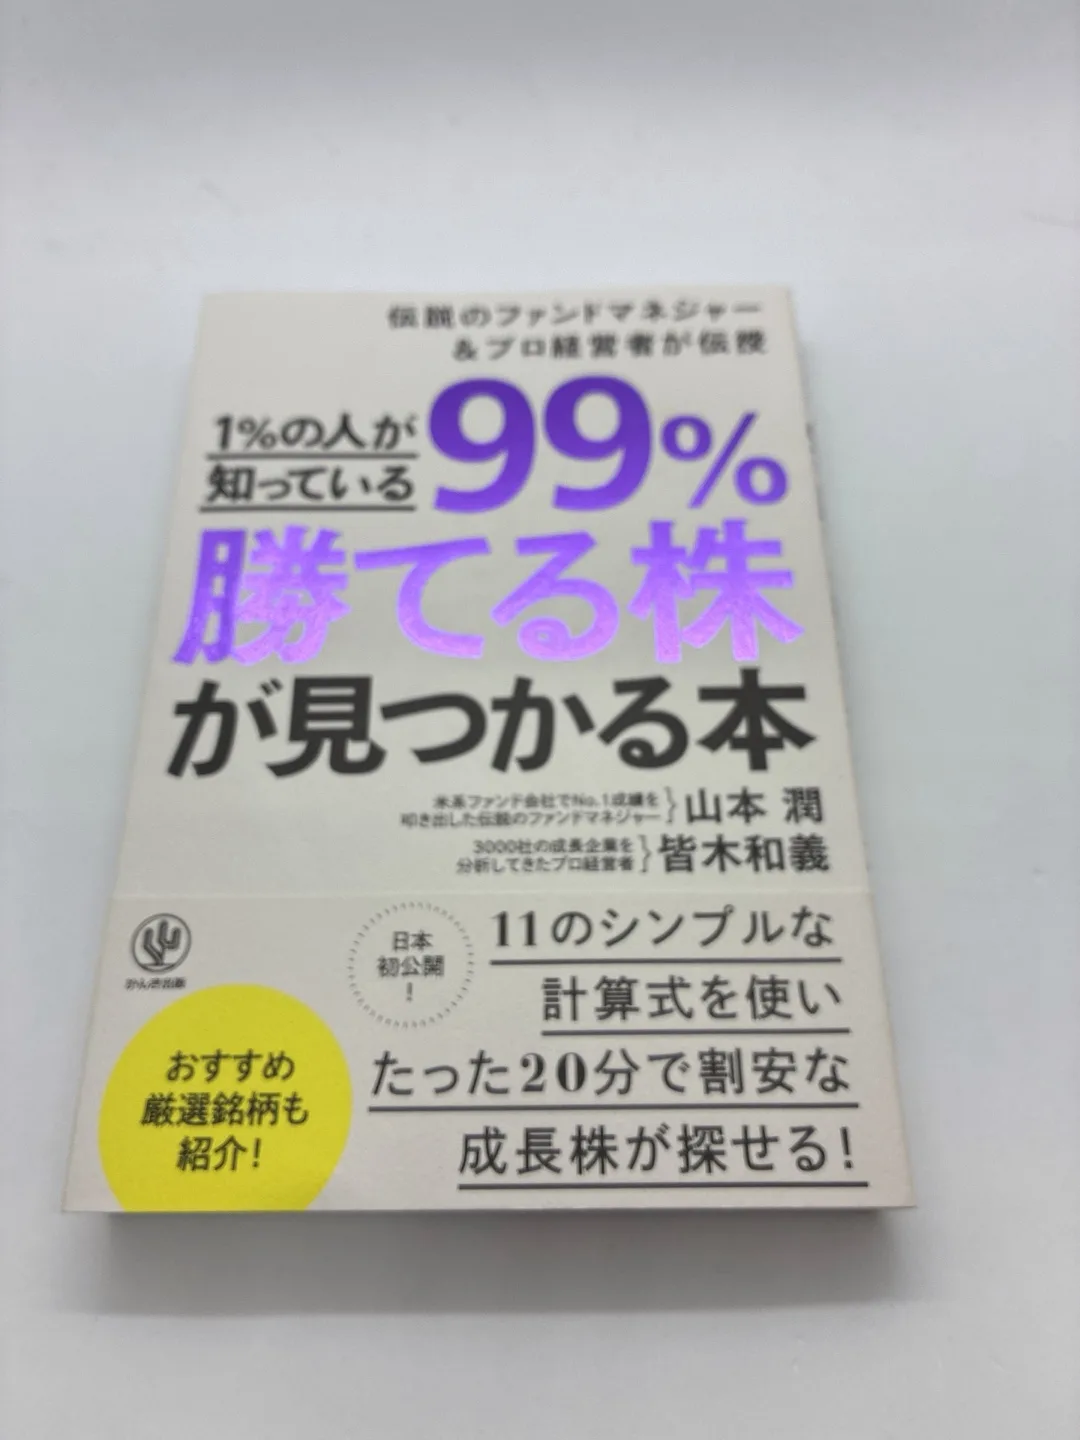 伝説のファンドマネジャー
&プロ経営者が伝授
1%の人が
知っている
99%
勝てる株
が見つかる本
米系ファンド会社でNo.1成績を
叩き出した伝説のファンドマネジャー
山本 潤
3000社の成長企業を
分析してきたプロ経営者
皆木和義
かんき出版
日本
初公開
!
11のシンプルな
計算式を使い
たった20分で割安な
成長株が探せる!
おすすめ
厳選銘柄も
紹介!